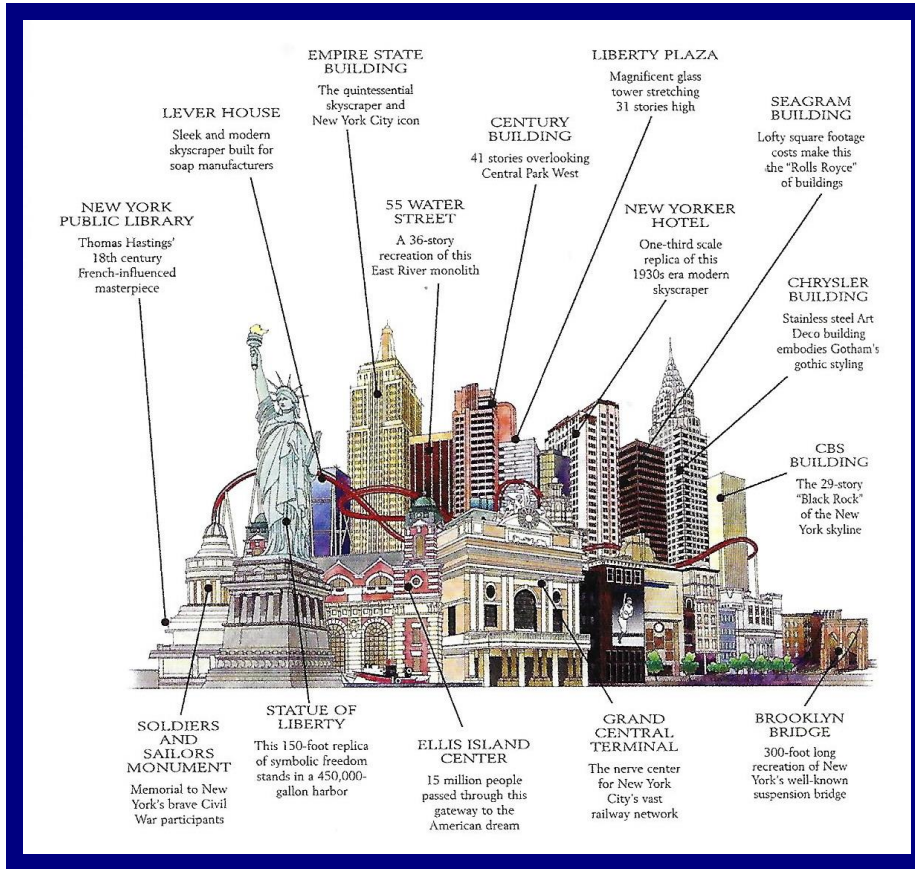 EMPIRE STATE
BUILDING
The quintessential
skyscraper and
New York City icon
LIBERTY PLAZA
Magnificent glass
tower stretching
31 stories high
LEVER HOUSE
Sleek and modern
skyscraper built for
soap manufacturers
CENTURY
BUILDING
41 stories overlooking
Central Park West
SEAGRAM
BUILDING
Lofty square footage
costs make this
the “Rolls Royce”
of buildings
NEW YORK
PUBLIC LIBRARY
Thomas Hastings'
18th century
French-influenced
masterpiece
55 WATER
STREET
A 36-story
recreation of this
East River monolith
NEW YORKER
HOTEL
One-third scale
replica of this
1930s era modern
skyscraper
CHRYSLER
BUILDING
Stainless steel Art
Deco building
embodies Gotham's
gothic styling
CBS
BUILDING
The 29-story
“Black Rock”
of the New
York skyline
SOLDIERS
AND
SAILORS
MONUMENT
Memorial to New
York's brave Civil
War participants
STATUE OF
LIBERTY
This 150-foot replica
of symbolic freedom
stands in a 450,000-
gallon harbor
ELLIS ISLAND
CENTER
15 million people
passed through this
gateway to the
American dream
GRAND
CENTRAL
TERMINAL
The nerve center
for New York
City's vast
railway network
BROOKLYN
BRIDGE
300-foot long
recreation of New
York's well-known
suspension bridge